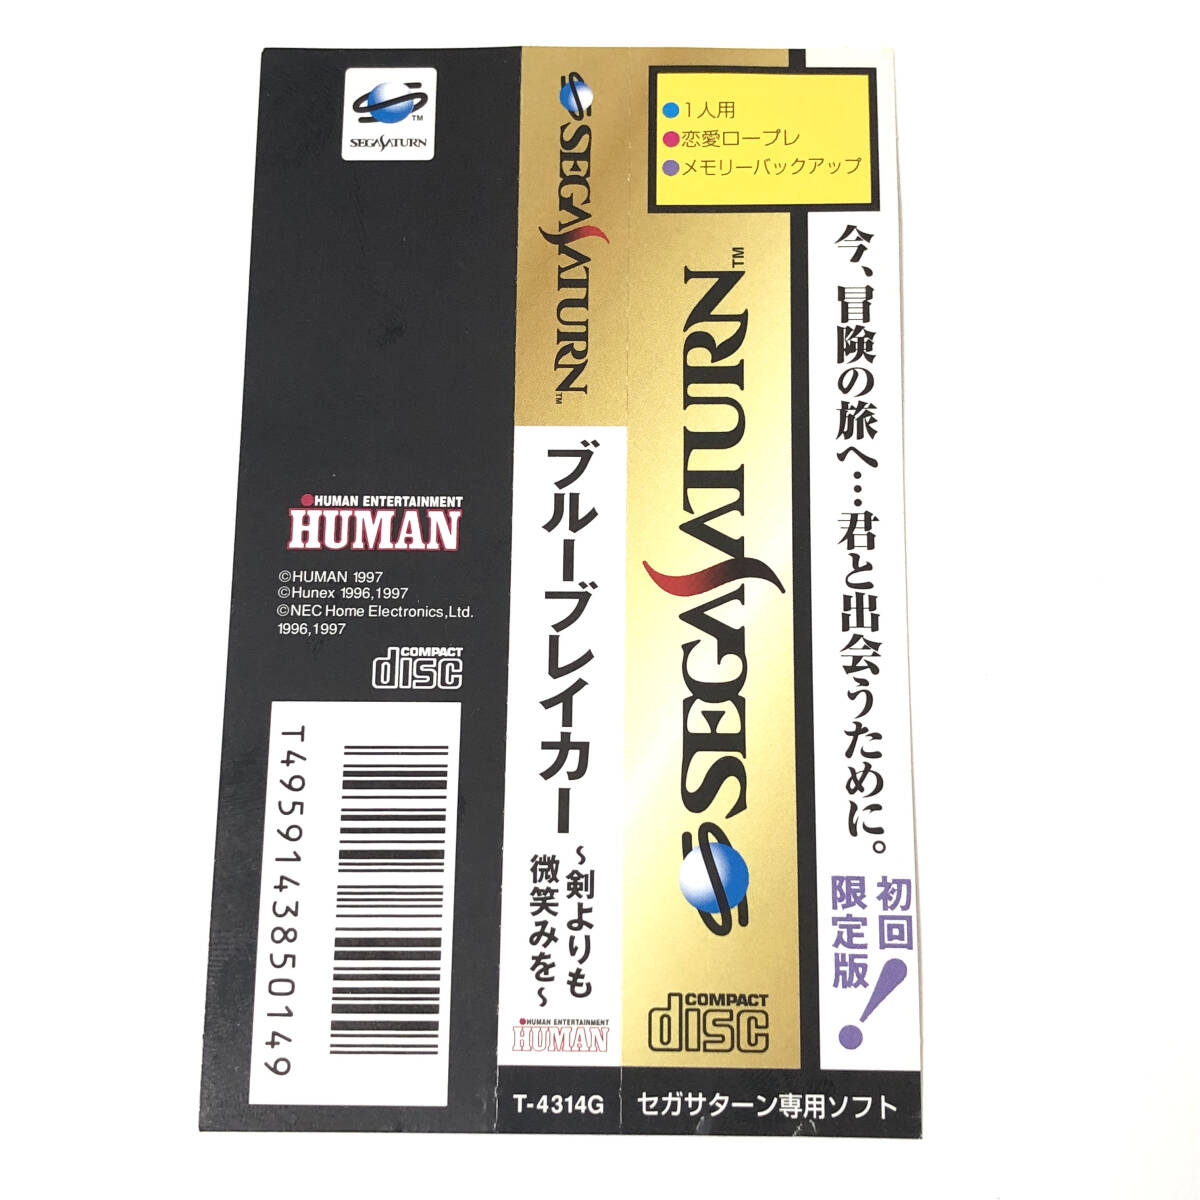 SEGASATURN
TM
HUMAN ENTERTAINMENT
HUMAN
©HUMAN 1997
©Hunex 1996,1997
©NEC Home Electronics,Ltd.
1996,1997
COMPACT
disc
T4959143850149
SEGASATURN
TM
ブルーブレイカー
~剣よりも
微笑みを~
HUMAN ENTERTAINMENT
HUMAN
T-4314G
●1人用
●恋愛ロープレ
●メモリーバックアップ
SEGASATURN
TM
COMPACT
disc
今、冒険の旅へ…君と出会うために。
初回
限定版!
セガサターン専用ソフト